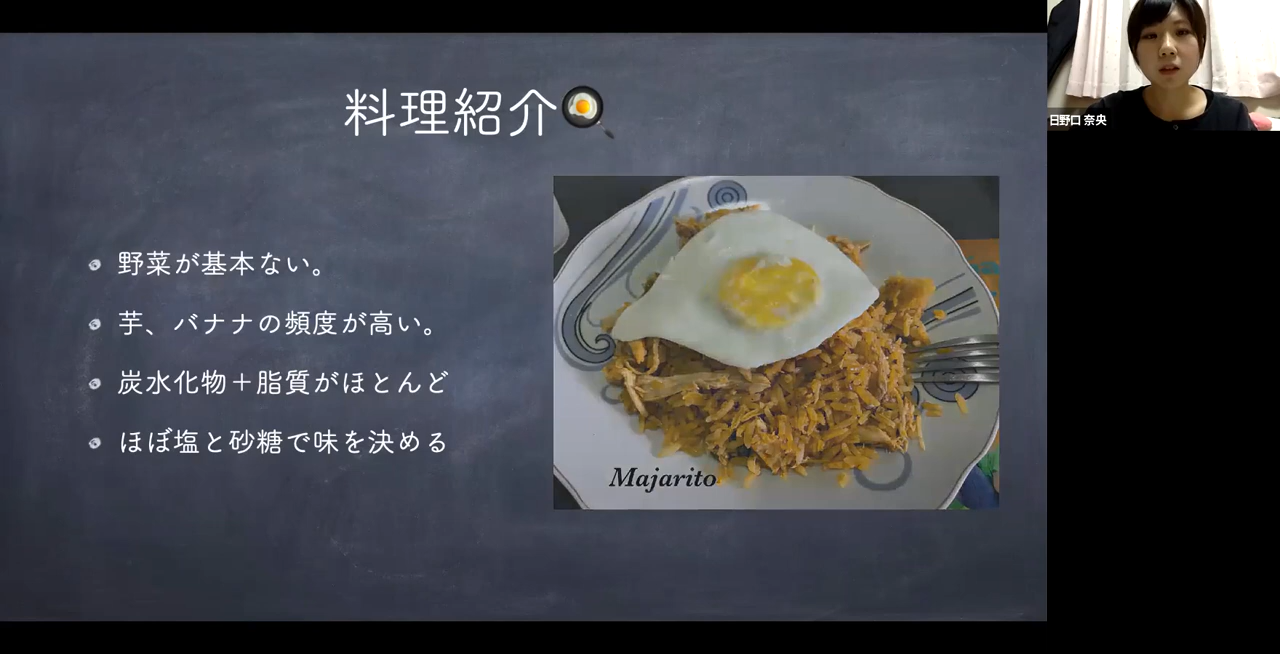 料理紹介
野菜が基本ない。
芋、バナナの頻度が高い。
炭水化物＋脂質がほとんど
ほぼ塩と砂糖で味を決める
Majarito
日野口 奈央